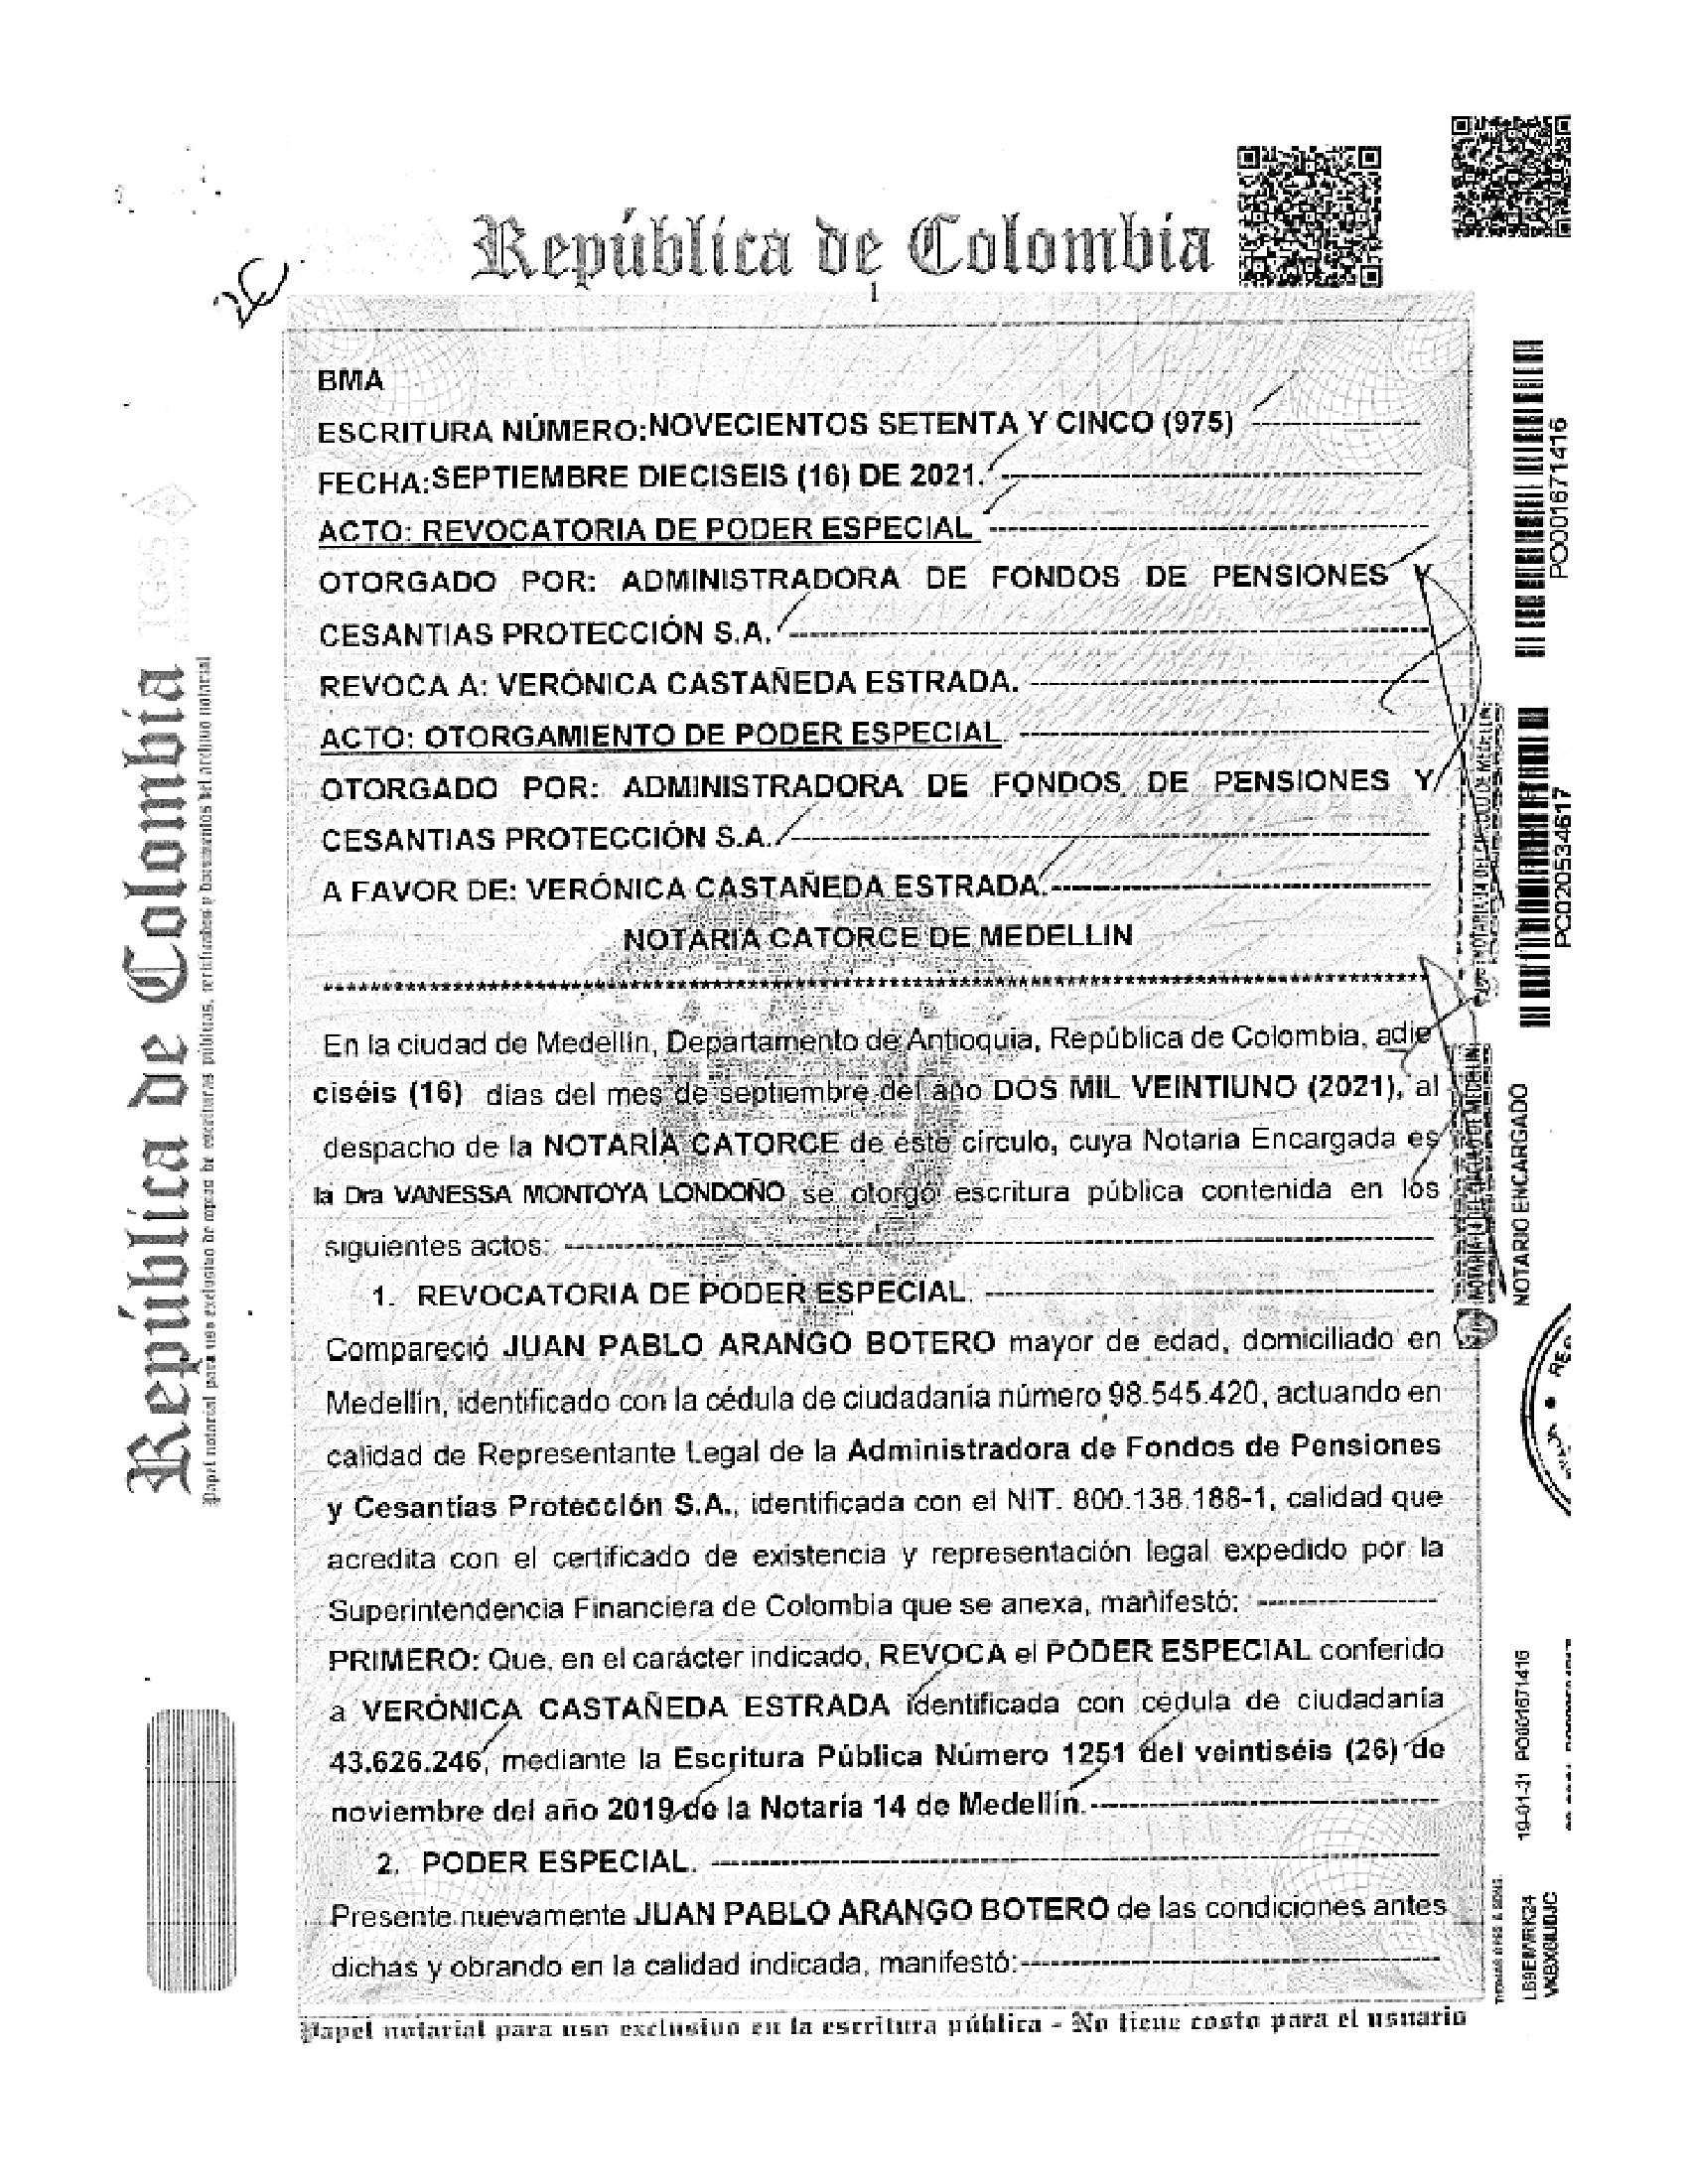 República de Colombia
1
BMA
ESCRITURA NÚMERO: NOVECIENTOS SETENTA Y CINCO (975) ----------
FECHA: SEPTIEMBRE DIECISEIS (16) DE 2021. ----------
ACTO: REVOCATORIA DE PODER ESPECIAL ----------
OTORGADO POR: ADMINISTRADORA DE FONDOS DE PENSIONES Y
CESANTIAS PROTECCIÓN S.A. ----------
REVOCA A: VERÓNICA CASTAÑEDA ESTRADA. ----------
ACTO: OTORGAMIENTO DE PODER ESPECIAL. ----------
OTORGADO POR: ADMINISTRADORA DE FONDOS DE PENSIONES Y
CESANTIAS PROTECCIÓN S.A. ----------
A FAVOR DE: VERÓNICA CASTAÑEDA ESTRADA. ----------
NOTARIA CATORCE DE MEDELLIN
**********
En la ciudad de Medellín, Departamento de Antioquia, República de Colombia, a die
ciséis (16) días del mes de septiembre del año DOS MIL VEINTIUNO (2021), al
despacho de la NOTARÍA CATORCE de éste círculo, cuya Notaria Encargada es
la Dra VANESSA MONTOYA LONDOÑO se otorgó escritura pública contenida en los
siguientes actos: ----------
1. REVOCATORIA DE PODER ESPECIAL. ----------
Compareció JUAN PABLO ARANGO BOTERO mayor de edad, domiciliado en
Medellín, identificado con la cédula de ciudadanía número 98.545.420, actuando en
calidad de Representante Legal de la Administradora de Fondos de Pensiones
y Cesantías Protección S.A., identificada con el NIT. 800.138.188-1, calidad que
acredita con el certificado de existencia y representación legal expedido por la
Superintendencia Financiera de Colombia que se anexa, manifestó: ----------
PRIMERO: Que, en el carácter indicado, REVOCA el PODER ESPECIAL conferido
a VERÓNICA CASTAÑEDA ESTRADA identificada con cédula de ciudadanía
43.626.246, mediante la Escritura Pública Número 1251 del veintiséis (26) de
noviembre del año 2019 de la Notaría 14 de Medellín. ----------
2. PODER ESPECIAL. ----------
Presente nuevamente JUAN PABLO ARANGO BOTERO de las condiciones antes
dichas y obrando en la calidad indicada, manifestó: ----------
Papel notarial para uso exclusivo en la escritura pública - No tiene costo para el usuario
República de Colombia
Papel notarial para uso exclusivo de copias de escrituras públicas, certificados y documentos del archivo notarial
PO001671416
PC020534617
NOTARIO ENCARGADO
19-01-21 PO001671416
THOMAS GREG & SONS